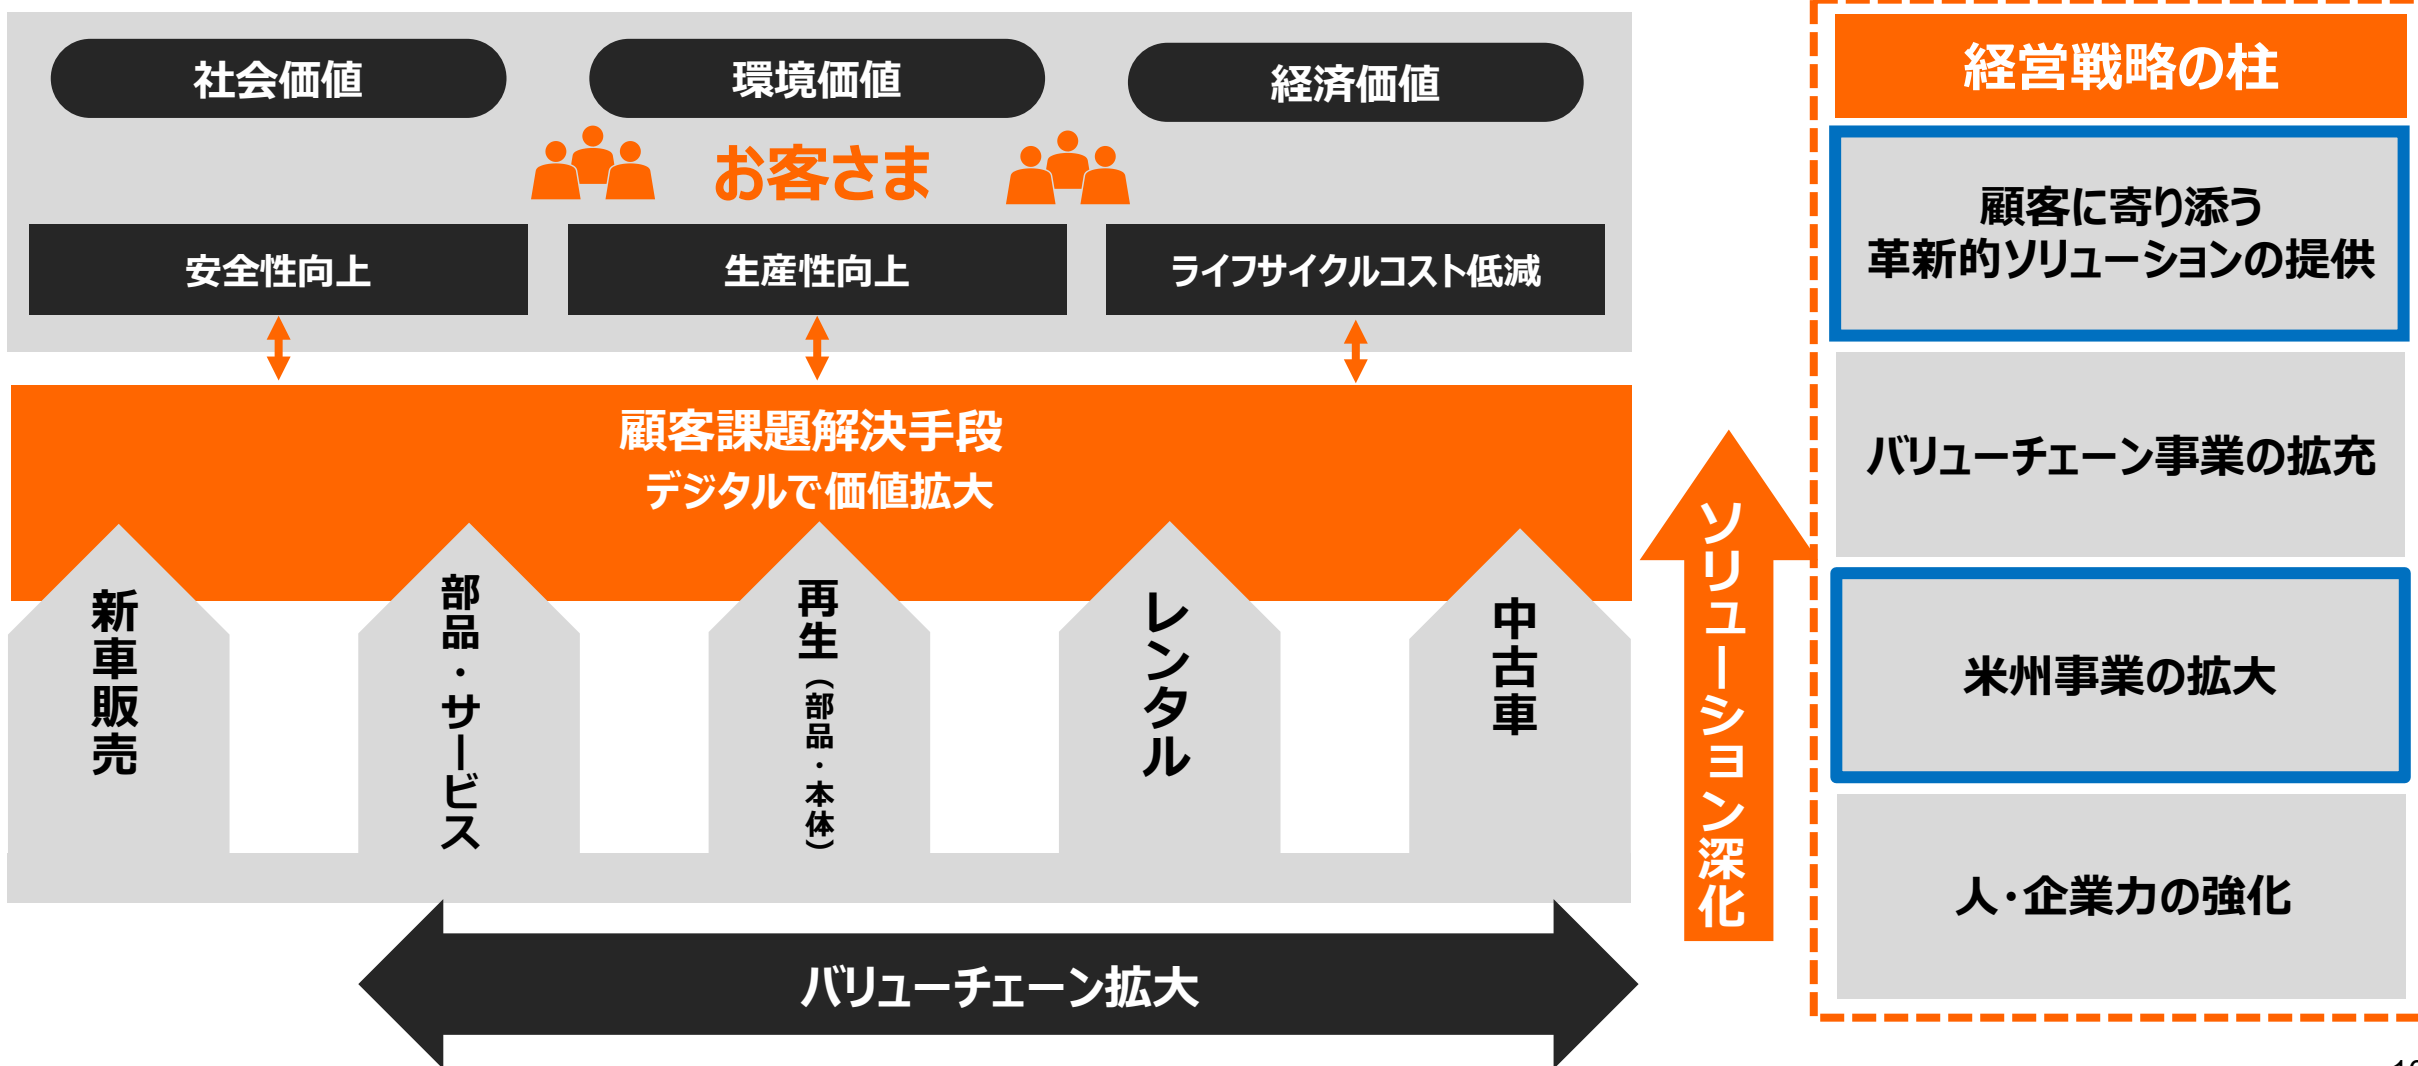 社会価値
環境価値
経済価値
お客さま
安全性向上
生産性向上
ライフサイクルコスト低減
顧客課題解決手段
デジタルで価値拡大
新車販売
部品・サービス
再生（部品・本体）
レンタル
中古車
バリューチェーン拡大
ソリューション深化
経営戦略の柱
顧客に寄り添う
革新的ソリューションの提供
バリューチェーン事業の拡充
米州事業の拡大
人・企業力の強化